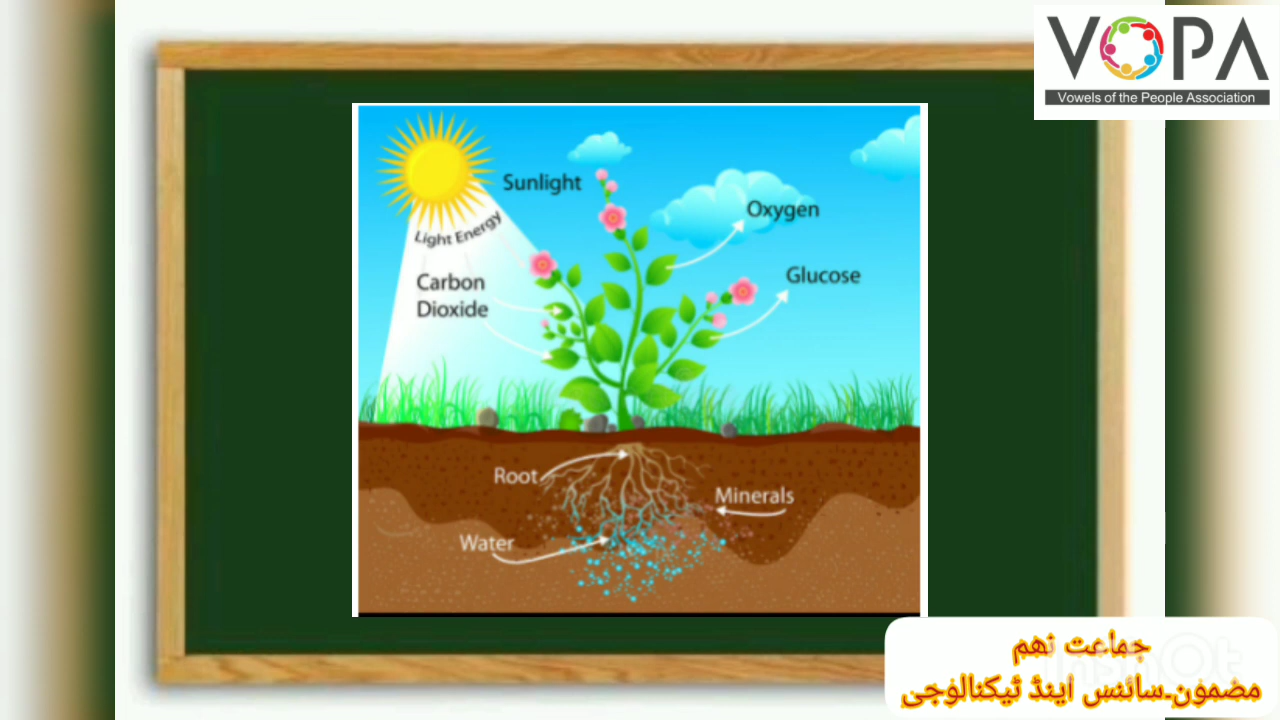 VOPA
Vowels of the People Association
Sunlight
Light Energy
Oxygen
Carbon
Dioxide
Glucose
Root
Minerals
Water
جماعت نهم
مضمون۔سائنس اینڈ ٹیکنالوجی